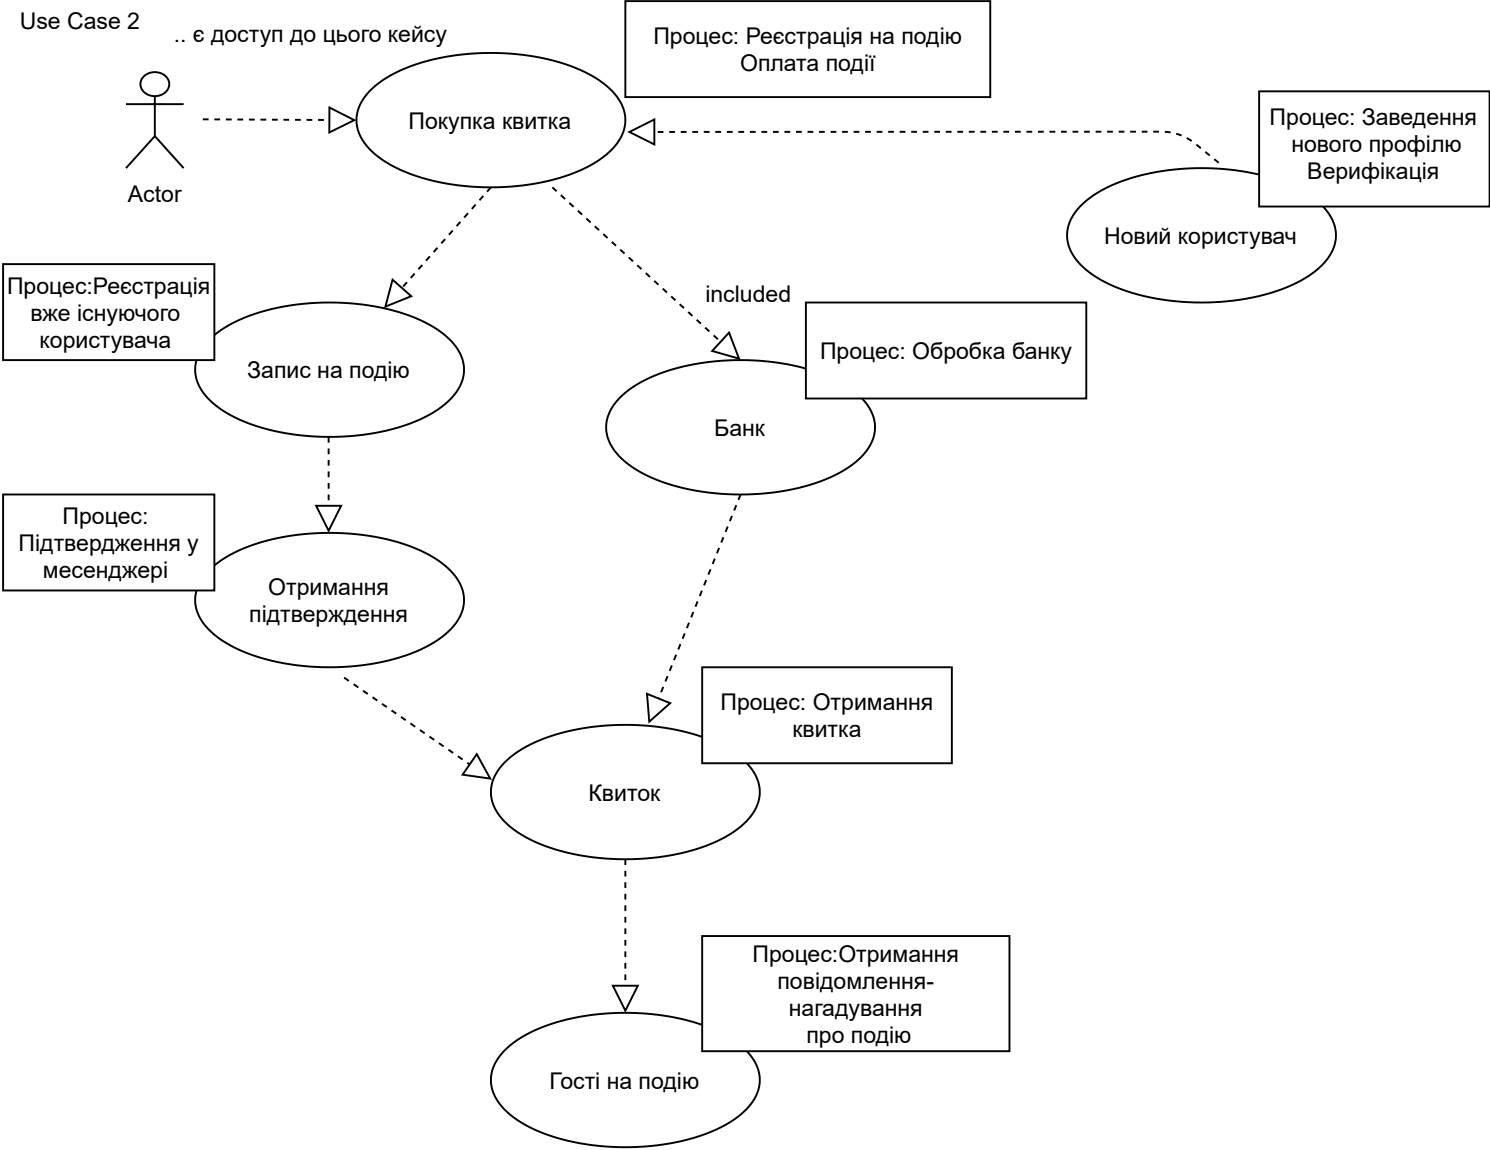 Use Case 2
.. є доступ до цього кейсу
Процес: Реєстрація на подію
Оплата події
Покупка квитка
Actor
Процес: Заведення
нового профілю
Верифікація
Новий користувач
Процес:Реєстрація
вже існуючого
користувача
Запис на подію
included
Процес: Обробка банку
Банк
Процес:
Підтвердження у
месенджері
Отримання
підтверждення
Процес: Отримання
квитка
Квиток
Процес:Отримання
повідомлення-
нагадування
про подію
Гості на подію